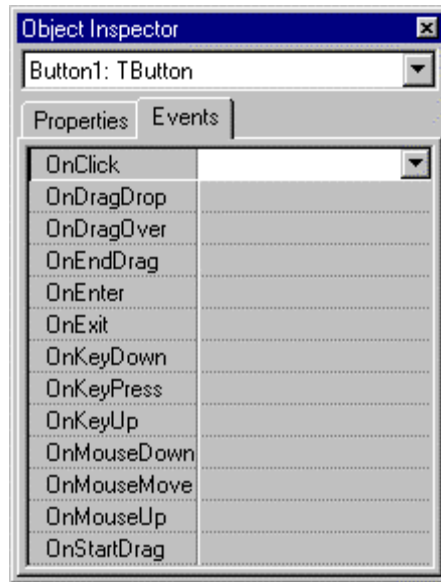 Object Inspector
Button1: TButton
Properties Events
OnClick
OnDragDrop
OnDragOver
OnEndDrag
OnEnter
OnExit
OnKeyDown
OnKeyPress
OnKeyUp
OnMouseDown
OnMouseMove
OnMouseUp
OnStartDrag